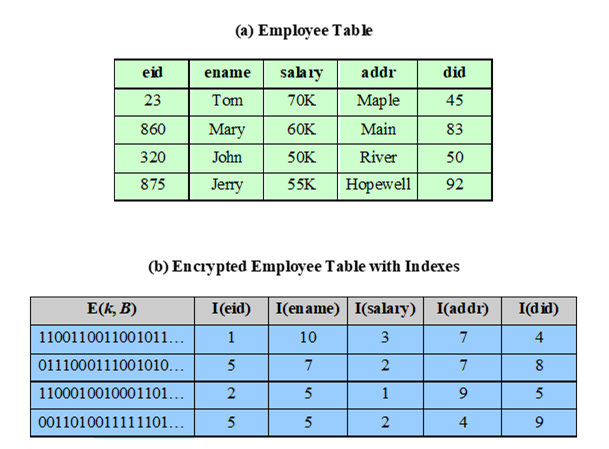 (a) Employee Table
eid ename salary addr did
23 Tom 70K Maple 45
860 Mary 60K Main 83
320 John 50K River 50
875 Jerry 55K Hopewell 92
(b) Encrypted Employee Table with Indexes
E(k, B) I(eid) I(ename) I(salary) I(addr) I(did)
1100110011001011... 1 10 3 7 4
0111000111001010... 5 7 2 7 8
1100010010001101... 2 5 1 9 5
0011010011111101... 5 5 2 4 9